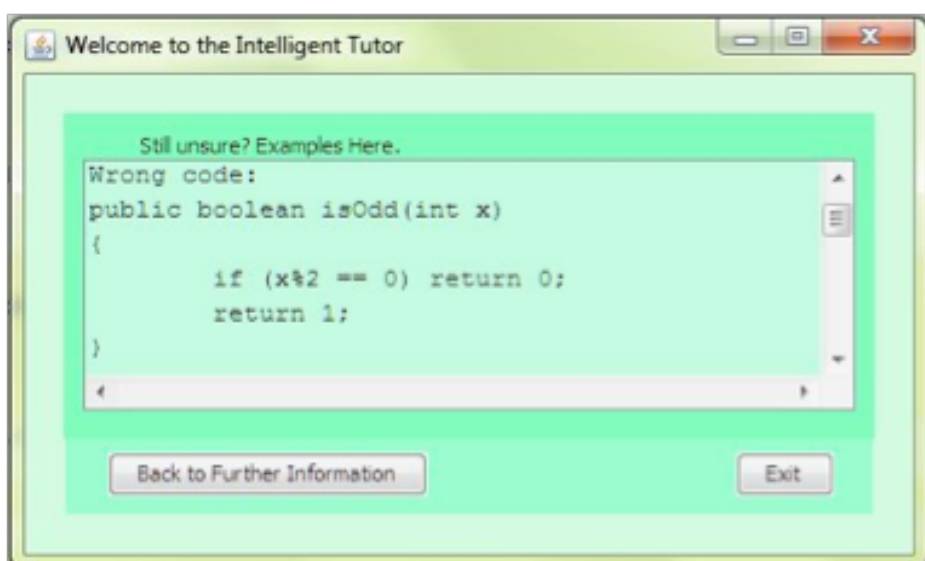 Welcome to the Intelligent Tutor
Still unsure? Examples Here.
Wrong code:
public boolean isOdd(int x)
{
if (x%2 == 0) return 0;
return 1;
}
Back to Further Information
Exit